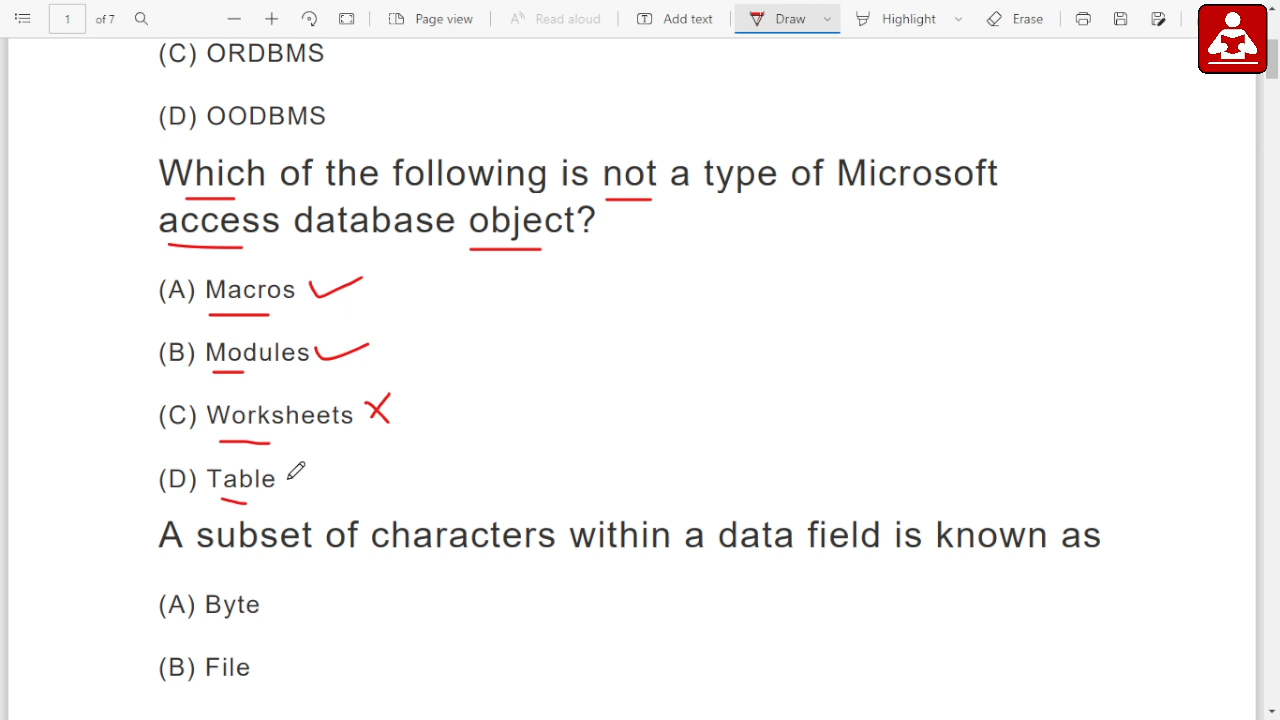 1 of 7 Page view Read aloud Add text Draw Highlight Erase
(C) ORDBMS
(D) OODBMS
Which of the following is not a type of Microsoft
access database object?
(A) Macros
(B) Modules
(C) Worksheets
(D) Table
A subset of characters within a data field is known as
(A) Byte
(B) File